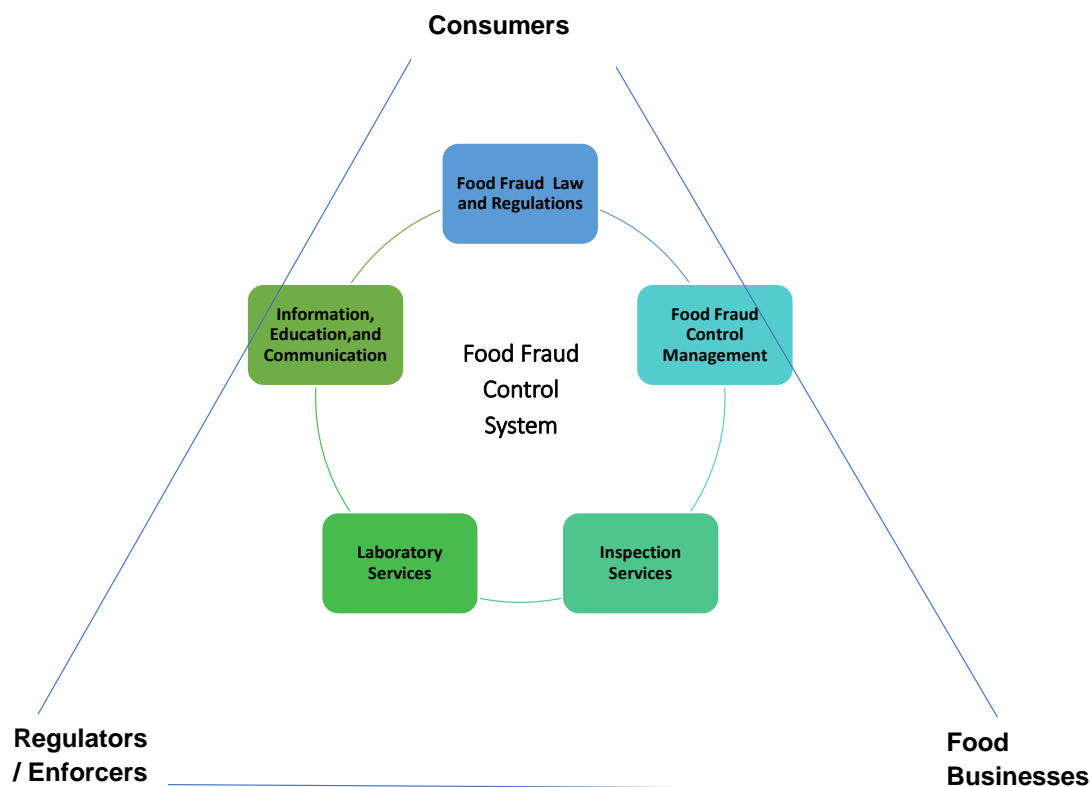 Consumers
Food Fraud Law
and Regulations
Information,
Education,and
Communication
Food Fraud
Control
Management
Food Fraud
Control
System
Laboratory
Services
Inspection
Services
Regulators
/ Enforcers
Food
Businesses